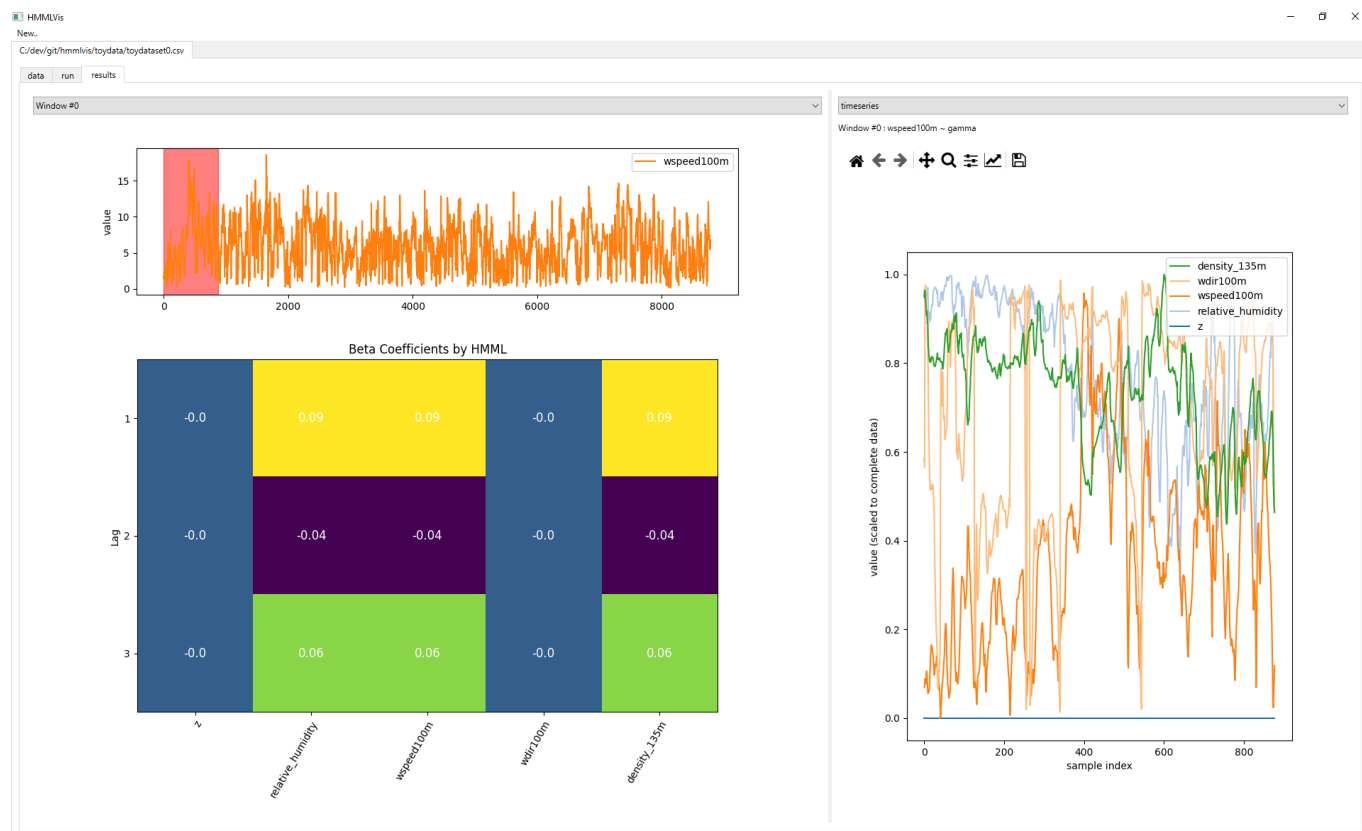 HMMLVis
New..
C:/dev/git/hmmlvis/toydata/toydataset0.csv
data run results
Window #0
value
15
10
5
0
0 2000 4000 6000 8000
wspeed100m
Beta Coefficients by HMML
Lag
1 -0.0 0.09 0.09 -0.0 0.09
2 -0.0 -0.04 -0.04 -0.0 -0.04
3 -0.0 0.06 0.06 -0.0 0.06
z relative_humidity wspeed100m wdir100m density_135m
timeseries
Window #0 : wspeed100m ~ gamma
density_135m
wdir100m
wspeed100m
relative_humidity
z
value (scaled to complete data)
1.0
0.8
0.6
0.4
0.2
0.0
0 200 400 600 800
sample index